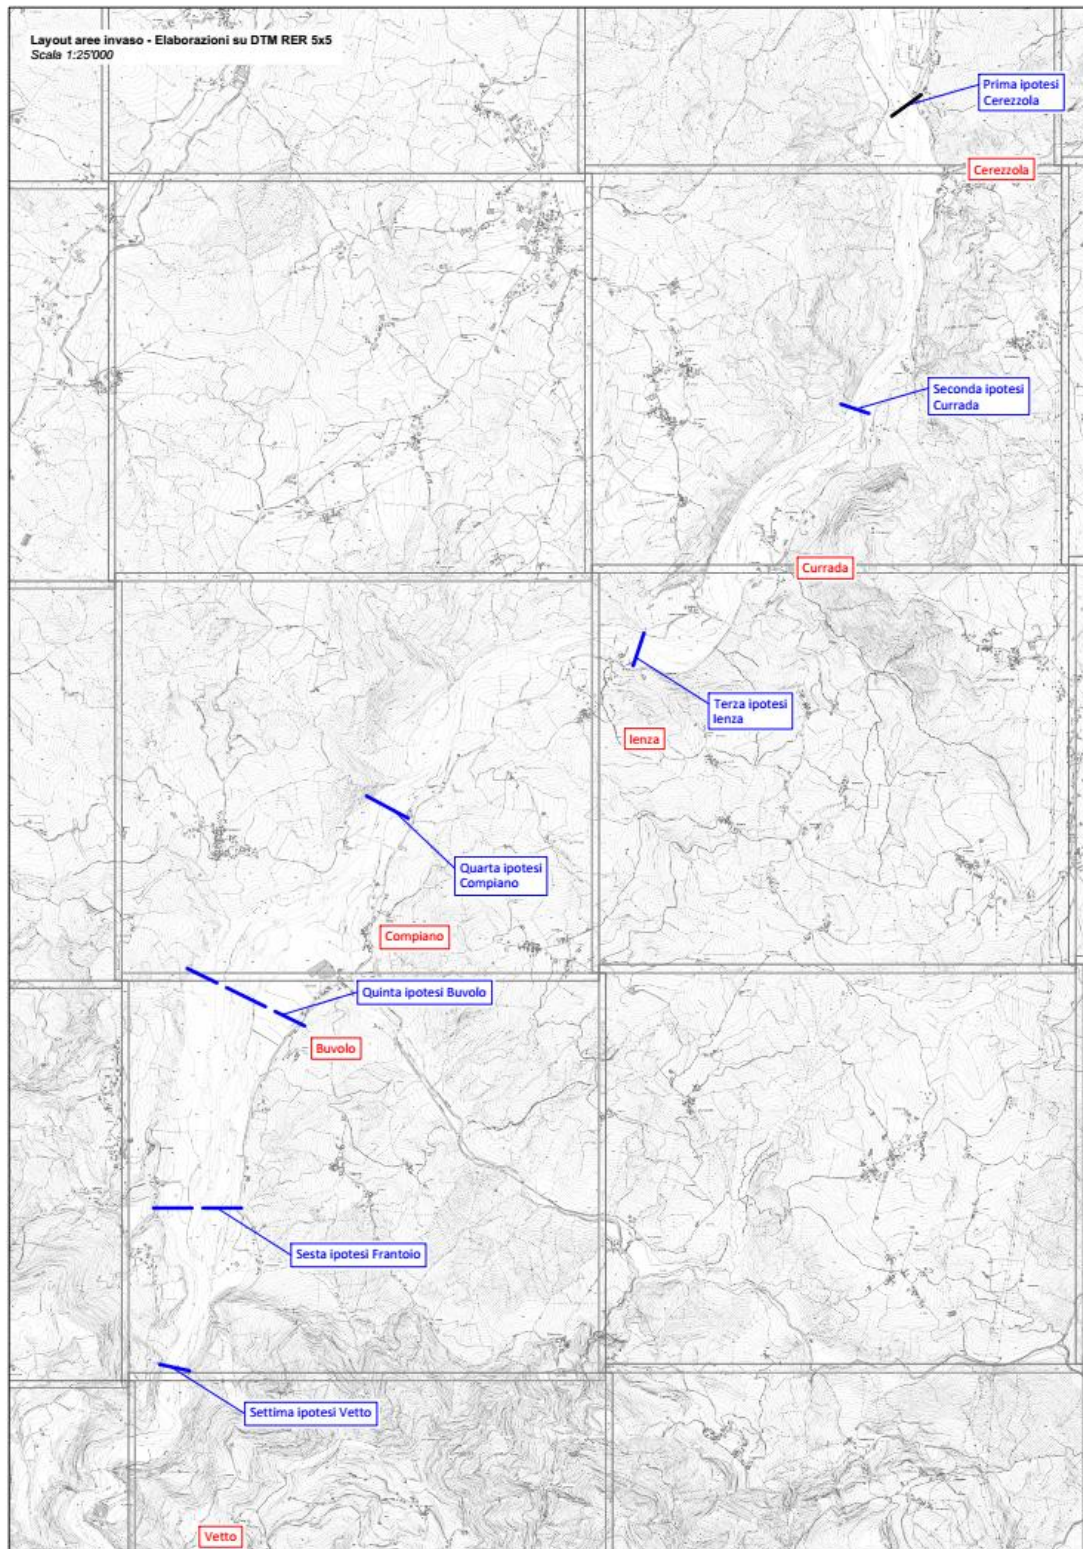 Layout aree invaso - Elaborazioni su DTM RER 5x5
Scala 1:25'000
Prima ipotesi
Cerezzola
Cerezzola
Seconda ipotesi
Currada
Currada
Terza ipotesi
Ienza
Ienza
Quarta ipotesi
Compiano
Compiano
Quinta ipotesi Buvolo
Buvolo
Sesta ipotesi Frantoio
Settima ipotesi Vetto
Vetto